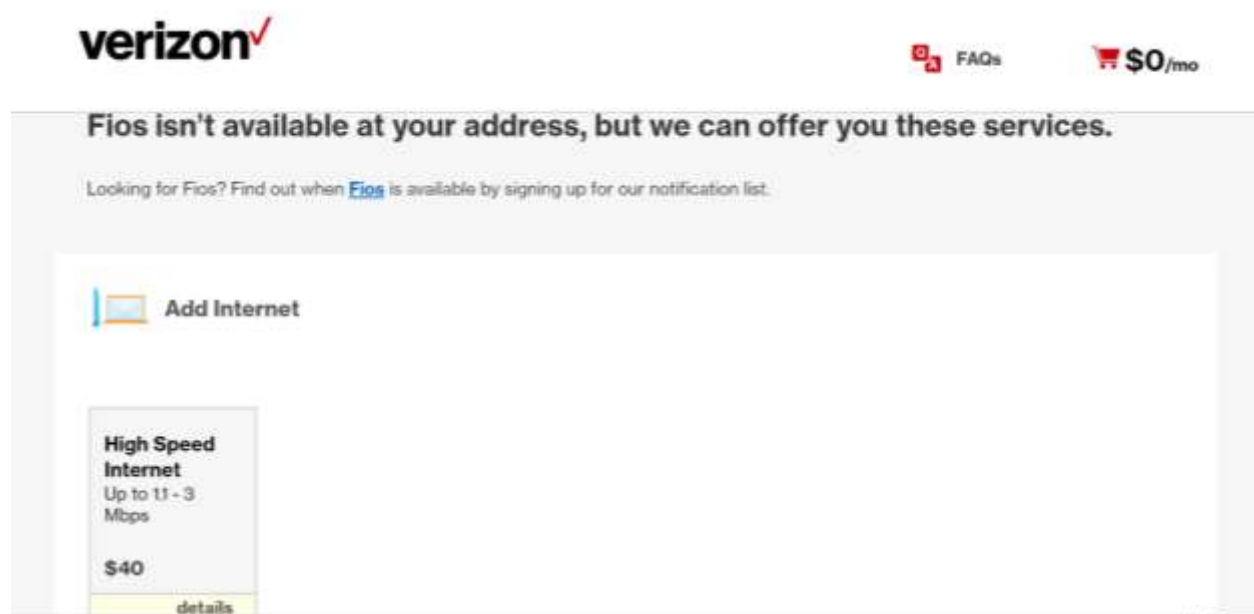 verizon
FAQs
$0/mo
Fios isn't available at your address, but we can offer you these services.
Looking for Fios? Find out when Fios is available by signing up for our notification list.
Add Internet
High Speed
Internet
Up to 1.1 - 3
Mbps
$40
details